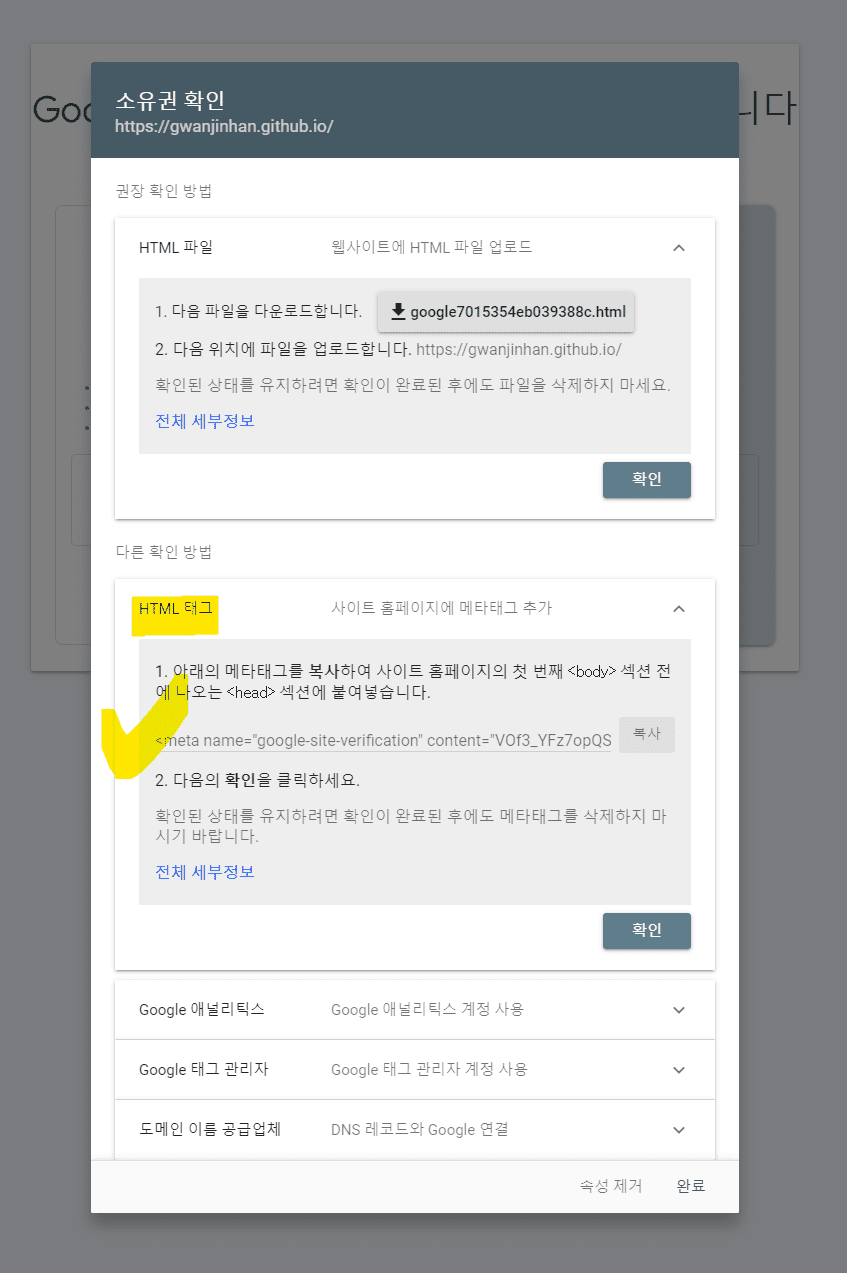 Goo
니다
소유권 확인
https://gwanjinhan.github.io/
권장 확인 방법
HTML 파일 웹사이트에 HTML 파일 업로드
1. 다음 파일을 다운로드합니다. google7015354eb039388c.html
2. 다음 위치에 파일을 업로드합니다. https://gwanjinhan.github.io/
확인된 상태를 유지하려면 확인이 완료된 후에도 파일을 삭제하지 마세요.
전체 세부정보
확인
다른 확인 방법
HTML 태그 사이트 홈페이지에 메타태그 추가
1. 아래의 메타태그를 복사하여 사이트 홈페이지의 첫 번째 <body> 섹션 전
에 나오는 <head> 섹션에 붙여넣습니다.
<meta name="google-site-verification" content="VOf3_YFz7opQS 복사
2. 다음의 확인을 클릭하세요.
확인된 상태를 유지하려면 확인이 완료된 후에도 메타태그를 삭제하지 마
시기 바랍니다.
전체 세부정보
확인
Google 애널리틱스 Google 애널리틱스 계정 사용
Google 태그 관리자 Google 태그 관리자 계정 사용
도메인 이름 공급업체 DNS 레코드와 Google 연결
속성 제거 완료